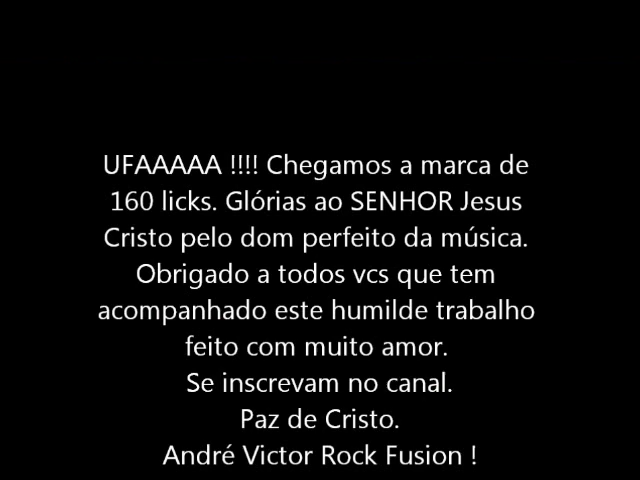 UFAAAAA !!!! Chegamos a marca de
160 licks. Glórias ao SENHOR Jesus
Cristo pelo dom perfeito da música.
Obrigado a todos vcs que tem
acompanhado este humilde trabalho
feito com muito amor.
Se inscrevam no canal.
Paz de Cristo.
André Victor Rock Fusion !